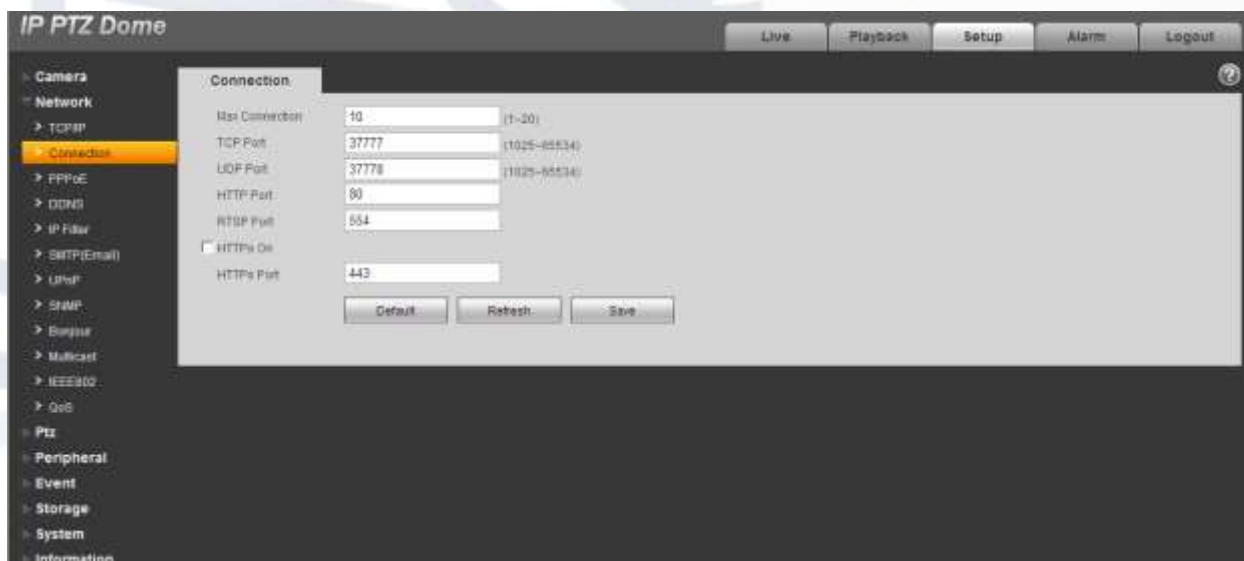 IP PTZ Dome
Live Playback Setup Alarm Logout
Camera
Network
TCP/IP
Connection
PPPoE
DDNS
IP Filter
SMTP(Email)
UPnP
SNMP
Bonjour
Multicast
IEEE802
QoS
Ptz
Peripheral
Event
Storage
System
Information
Connection
Max Connection 10 (1~20)
TCP Port 37777 (1025~65534)
UDP Port 37778 (1025~65534)
HTTP Port 80
RTSP Port 554
HTTPs On
HTTPs Port 443
Default Refresh Save